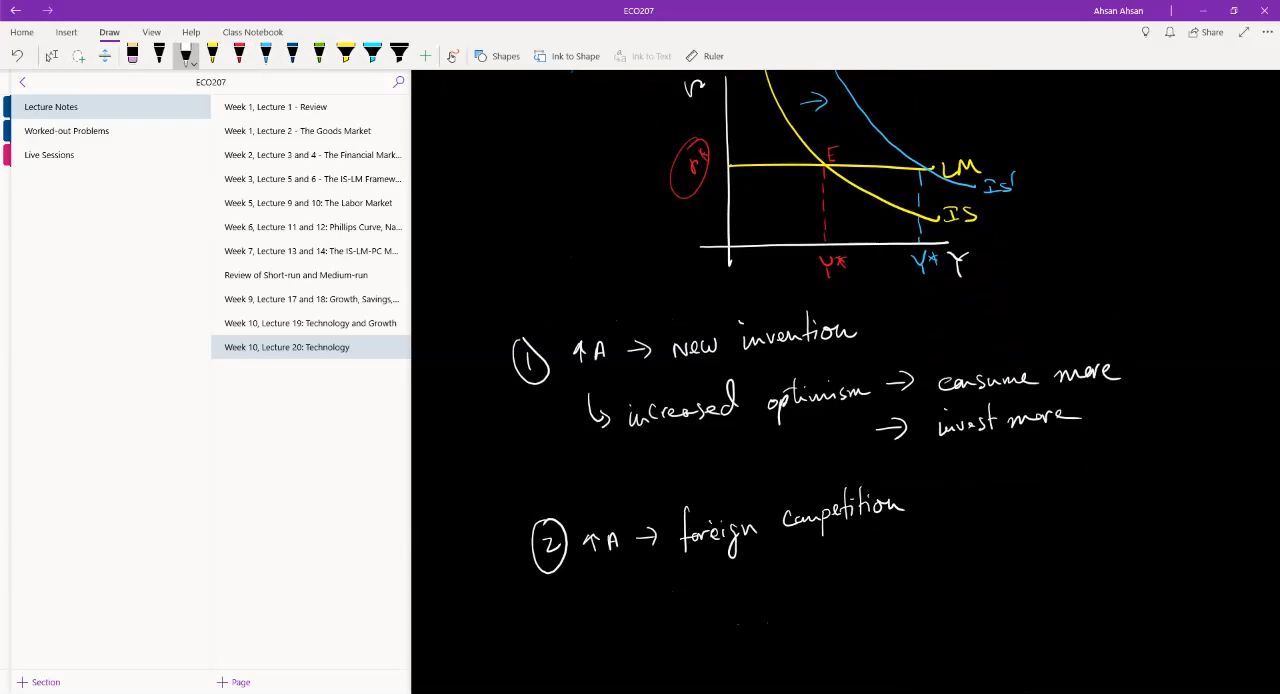 ECO207
Ahsan Ahsan
Home Insert Draw View Help Class Notebook
Share
Shapes Ink to Shape Ink to Text Ruler
ECO207
Lecture Notes
Worked-out Problems
Live Sessions
Week 1, Lecture 1 - Review
Week 1, Lecture 2 - The Goods Market
Week 2, Lecture 3 and 4 - The Financial Mark...
Week 3, Lecture 5 and 6 - The IS-LM Framew...
Week 5, Lecture 9 and 10: The Labor Market
Week 6, Lecture 11 and 12: Phillips Curve, Na...
Week 7, Lecture 13 and 14: The IS-LM-PC M...
Review of Short-run and Medium-run
Week 9, Lecture 17 and 18: Growth, Savings,...
Week 10, Lecture 19: Technology and Growth
Week 10, Lecture 20: Technology
+ Section
+ Page
r
r*
E
LM
IS'
IS
Y* Y* Y
① ↑A → New invention
↳ increased optimism → consume more
→ invest more
② ↑A → foreign competition